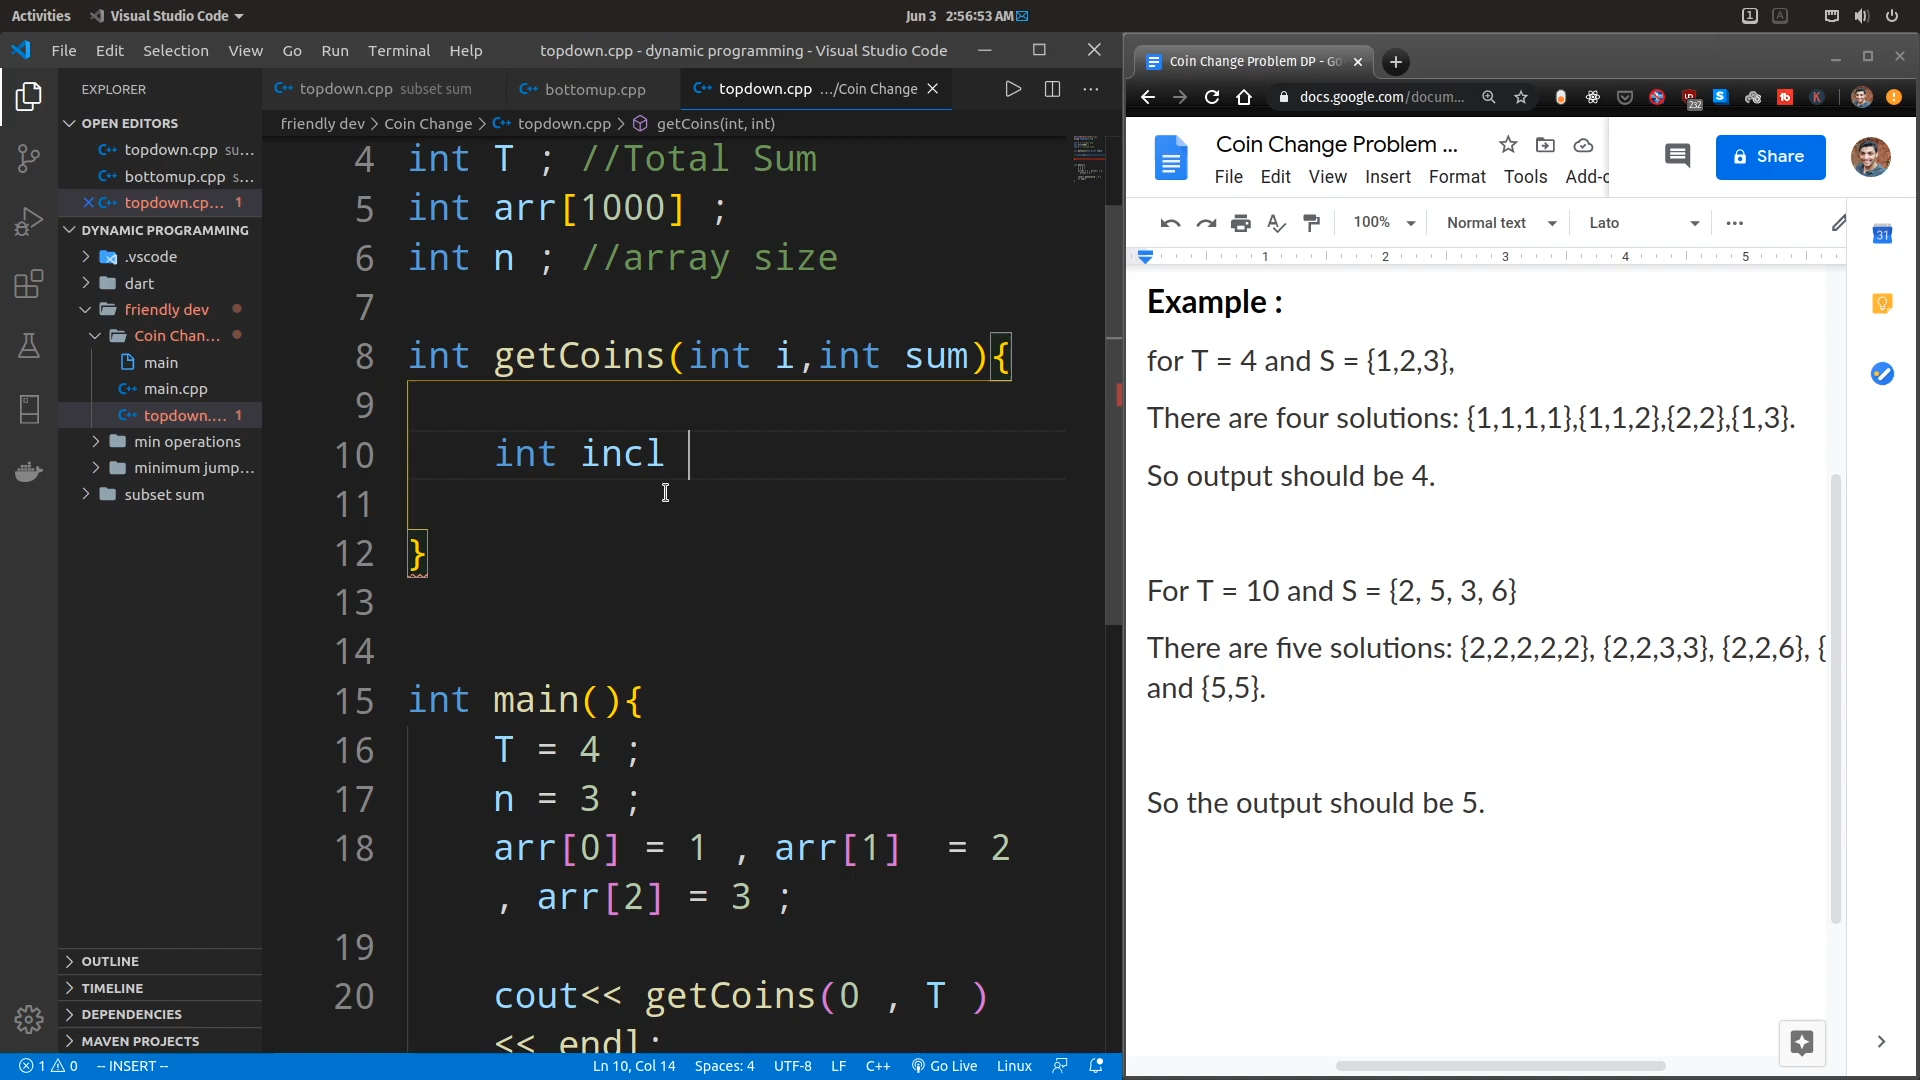 Activities
Visual Studio Code
Jun 3 2:56:53 AM
1
A
File Edit Selection View Go Run Terminal Help
topdown.cpp - dynamic programming - Visual Studio Code
EXPLORER
topdown.cpp subset sum
bottomup.cpp
topdown.cpp .../Coin Change
friendly dev > Coin Change > topdown.cpp > getCoins(int, int)
OPEN EDITORS
topdown.cpp su...
bottomup.cpp s...
topdown.cp... 1
DYNAMIC PROGRAMMING
.vscode
dart
friendly dev
Coin Chan...
main
main.cpp
topdown.... 1
min operations
minimum jump...
subset sum
OUTLINE
TIMELINE
DEPENDENCIES
MAVEN PROJECTS
4 int T ; //Total Sum
5 int arr[1000] ;
6 int n ; //array size
7
8 int getCoins(int i,int sum){
9
10 int incl
11
12 }
13
14
15 int main(){
16 T = 4 ;
17 n = 3 ;
18 arr[0] = 1 , arr[1]  = 2
, arr[2] = 3 ;
19
20 cout<< getCoins(0 , T )
<< endl;
1 0 -- INSERT --
Ln 10, Col 14 Spaces: 4 UTF-8 LF C++ Go Live Linux
Coin Change Problem DP - Go
docs.google.com/docum...
232
Coin Change Problem ...
Share
File Edit View Insert Format Tools Add-o
100% Normal text Lato
1 2 3 4 5
31
Example :
for T = 4 and S = {1,2,3},
There are four solutions: {1,1,1,1},{1,1,2},{2,2},{1,3}.
So output should be 4.
For T = 10 and S = {2, 5, 3, 6}
There are five solutions: {2,2,2,2,2}, {2,2,3,3}, {2,2,6}, {
and {5,5}.
So the output should be 5.